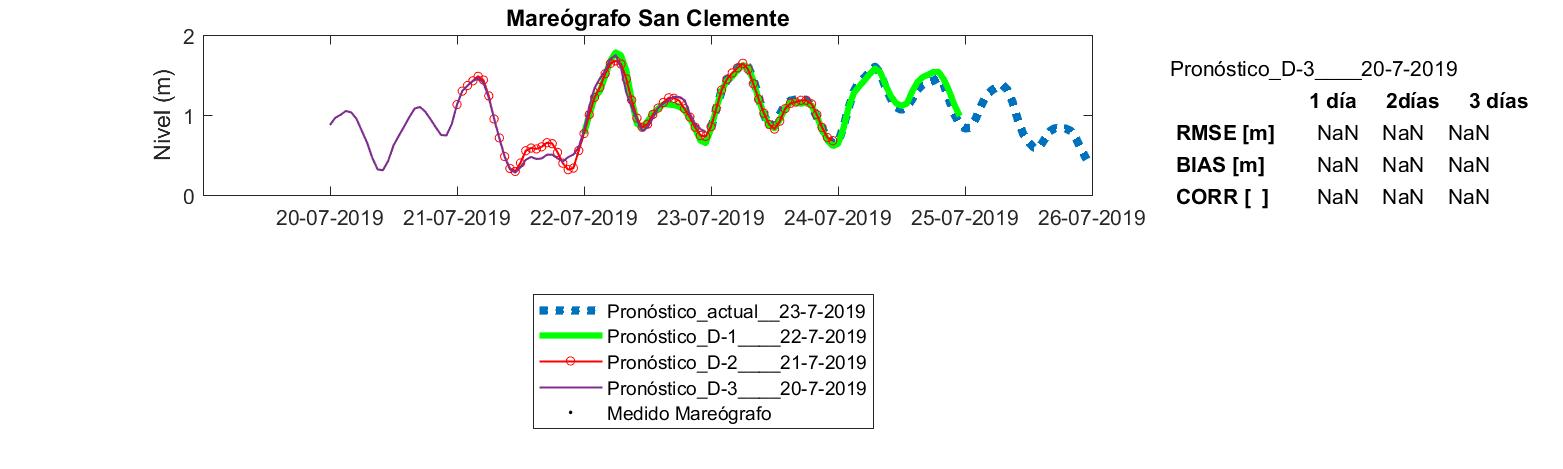 Mareógrafo San Clemente
2
1
0
Nivel (m)
20-07-2019 21-07-2019 22-07-2019 23-07-2019 24-07-2019 25-07-2019 26-07-2019
Pronóstico_D-3____20-7-2019
1 día 2días 3 días
RMSE [m] NaN NaN NaN
BIAS [m] NaN NaN NaN
CORR [ ] NaN NaN NaN
Pronóstico_actual__23-7-2019
Pronóstico_D-1____22-7-2019
Pronóstico_D-2____21-7-2019
Pronóstico_D-3____20-7-2019
Medido Mareógrafo